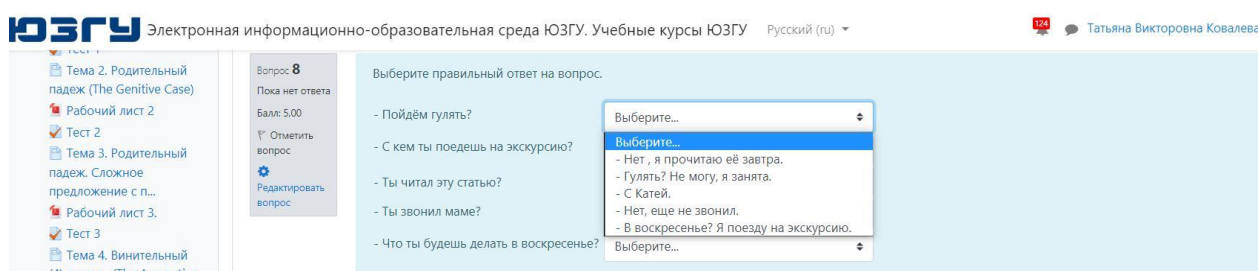 ЮЗГУ Электронная информационно-образовательная среда ЮЗГУ. Учебные курсы ЮЗГУ Русский (ru) 124 Татьяна Викторовна Ковалева
Тест 1
Тема 2. Родительный
падеж (The Genitive Case)
Рабочий лист 2
Тест 2
Тема 3. Родительный
падеж. Сложное
предложение с п...
Рабочий лист 3.
Тест 3
Тема 4. Винительный
Вопрос 8
Пока нет ответа
Балл: 5,00
Отметить
вопрос
Редактировать
вопрос
Выберите правильный ответ на вопрос.
- Пойдём гулять?
- С кем ты поедешь на экскурсию?
- Ты читал эту статью?
- Ты звонил маме?
- Что ты будешь делать в воскресенье?
Выберите...
Выберите...
- Нет , я прочитаю её завтра.
- Гулять? Не могу, я занята.
- С Катей.
- Нет, еще не звонил.
- В воскресенье? Я поезду на экскурсию.
Выберите...